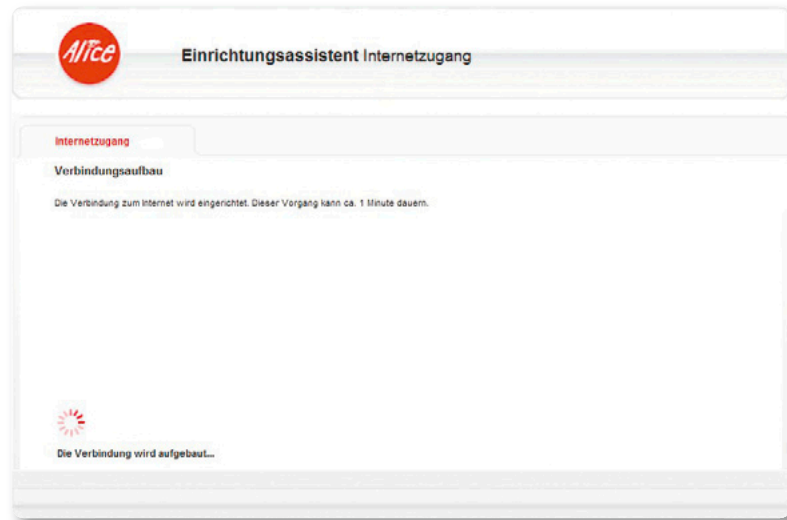 Alice
Einrichtungsassistent Internetzugang
Internetzugang
Verbindungsaufbau
Die Verbindung zum Internet wird eingerichtet. Dieser Vorgang kann ca. 1 Minute dauern.
Die Verbindung wird aufgebaut...